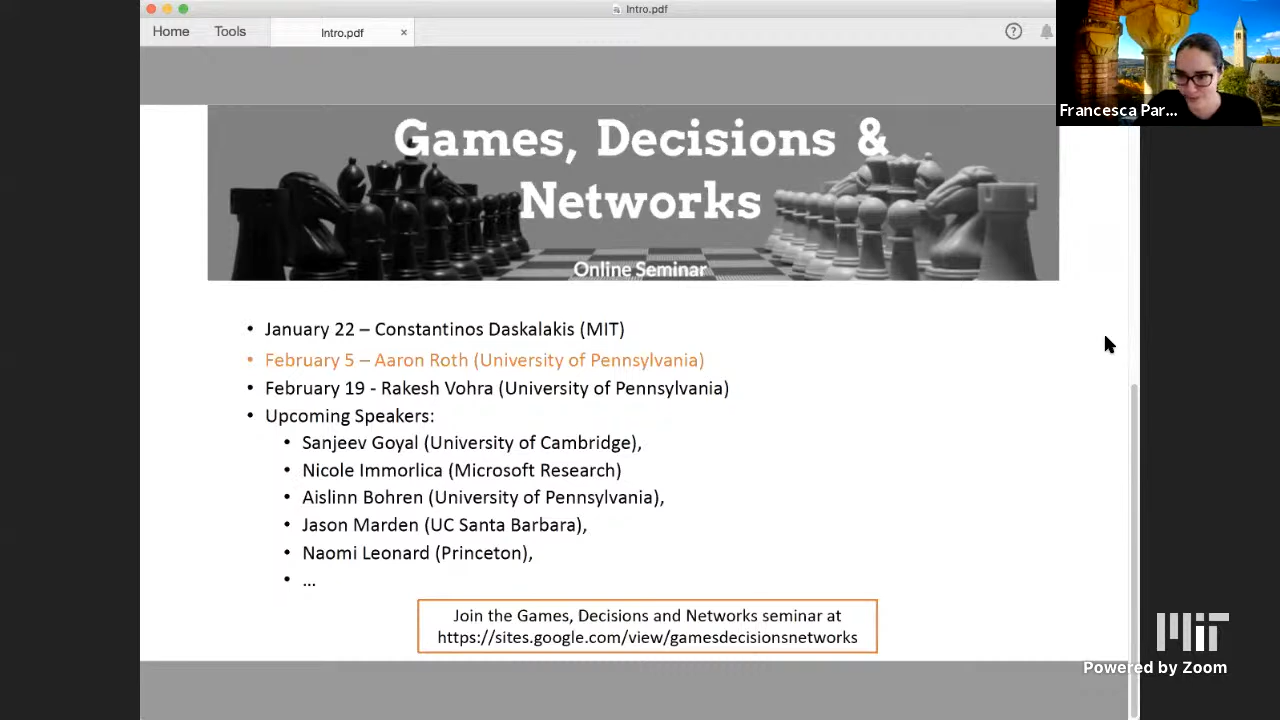 Intro.pdf
Home
Tools
Intro.pdf
×
?
Francesca Par...
Games, Decisions &
Networks
Online Seminar
• January 22 – Constantinos Daskalakis (MIT)
• February 5 – Aaron Roth (University of Pennsylvania)
• February 19 - Rakesh Vohra (University of Pennsylvania)
• Upcoming Speakers:
• Sanjeev Goyal (University of Cambridge),
• Nicole Immorlica (Microsoft Research)
• Aislinn Bohren (University of Pennsylvania),
• Jason Marden (UC Santa Barbara),
• Naomi Leonard (Princeton),
• ...
Join the Games, Decisions and Networks seminar at
https://sites.google.com/view/gamesdecisionsnetworks
MIT
Powered by Zoom